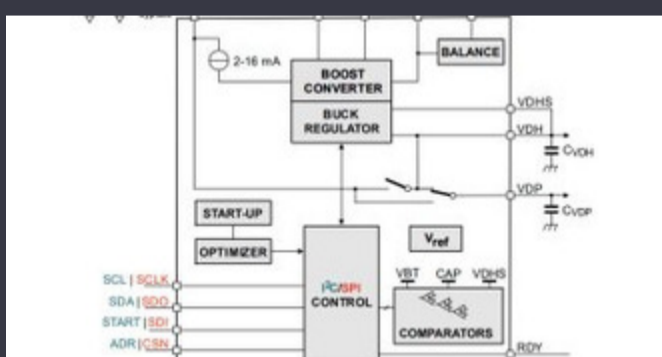 2-16 mA
BALANCE
BOOST
CONVERTER
BUCK
REGULATOR
VDHS
VDH
CVDH
VDP
CVDP
START-UP
OPTIMIZER
Vref
I²C/SPI
CONTROL
VBT CAP VDHS
COMPARATORS
SCL | SCLK
SDA | SDO
START | SDI
ADR | CSN
RDY